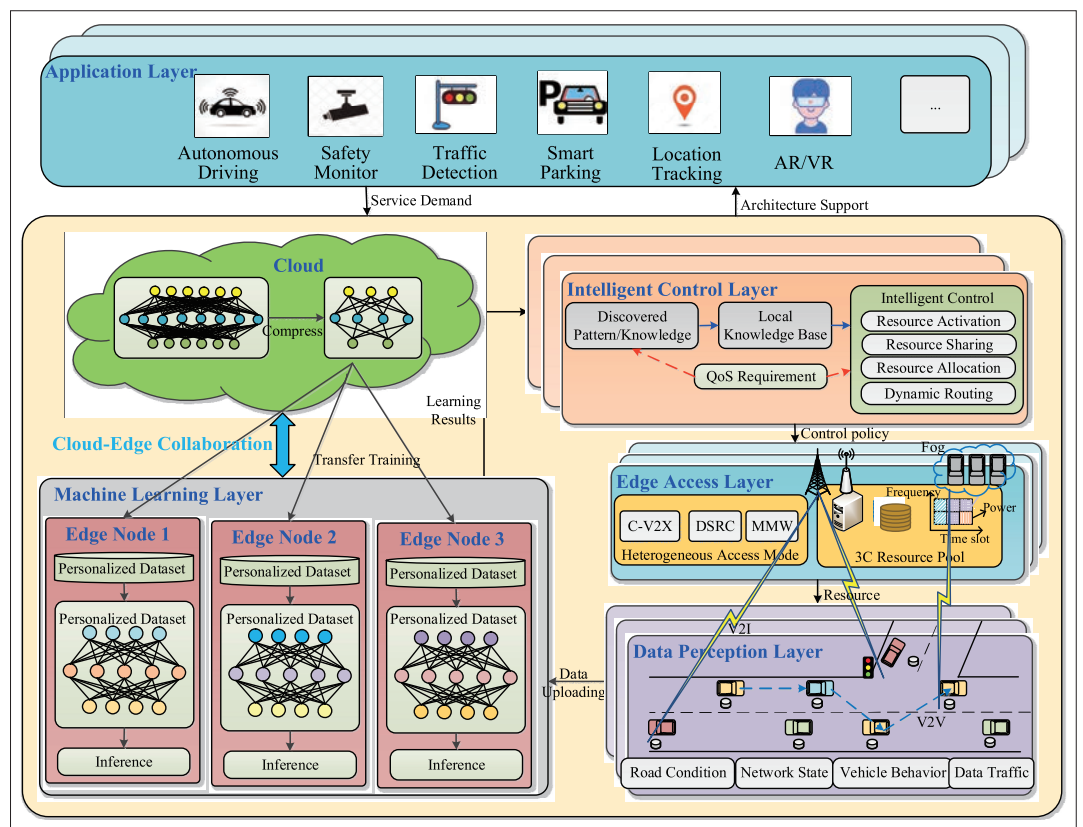 Application Layer
Autonomous
Driving
Safety
Monitor
Traffic
Detection
Smart
Parking
Location
Tracking
AR/VR
...
P
Service Demand
Architecture Support
Cloud
Compress
Learning
Results
Cloud-Edge Collaboration
Transfer Training
Intelligent Control Layer
Discovered
Pattern/Knowledge
Local
Knowledge Base
QoS Requirement
Intelligent Control
Resource Activation
Resource Sharing
Resource Allocation
Dynamic Routing
Control policy
Edge Access Layer
C-V2X
DSRC
MMW
Heterogeneous Access Mode
Fog
Frequency
Power
Time slot
3C Resource Pool
Resource
Machine Learning Layer
Edge Node 1
Personalized Dataset
Personalized Dataset
Inference
Edge Node 2
Personalized Dataset
Personalized Dataset
Inference
Edge Node 3
Personalized Dataset
Personalized Dataset
Inference
Data
Uploading
V2I
Data Perception Layer
V2V
Road Condition
Network State
Vehicle Behavior
Data Traffic